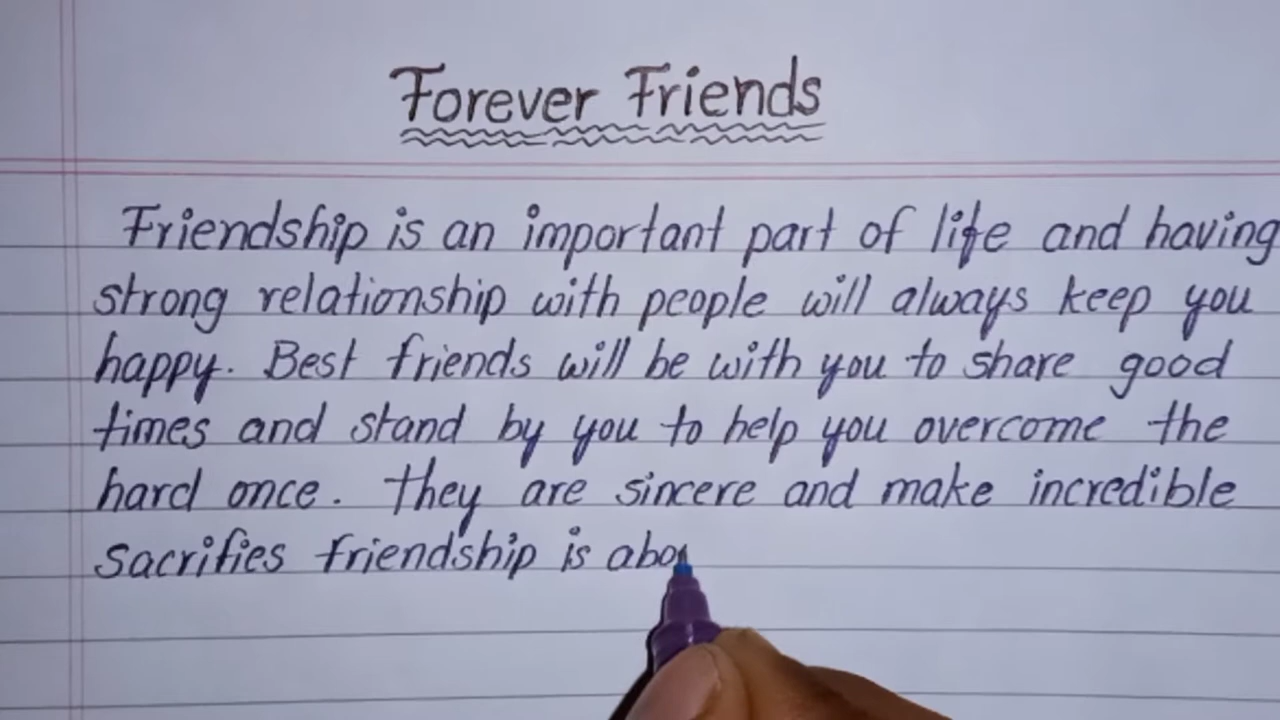 Forever Friends
Friendship is an important part of life and having
strong relationship with people will always keep you
happy. Best friends will be with you to share good
times and stand by you to help you overcome the
hard once. they are sincere and make incredible
sacrifies friendship is abo